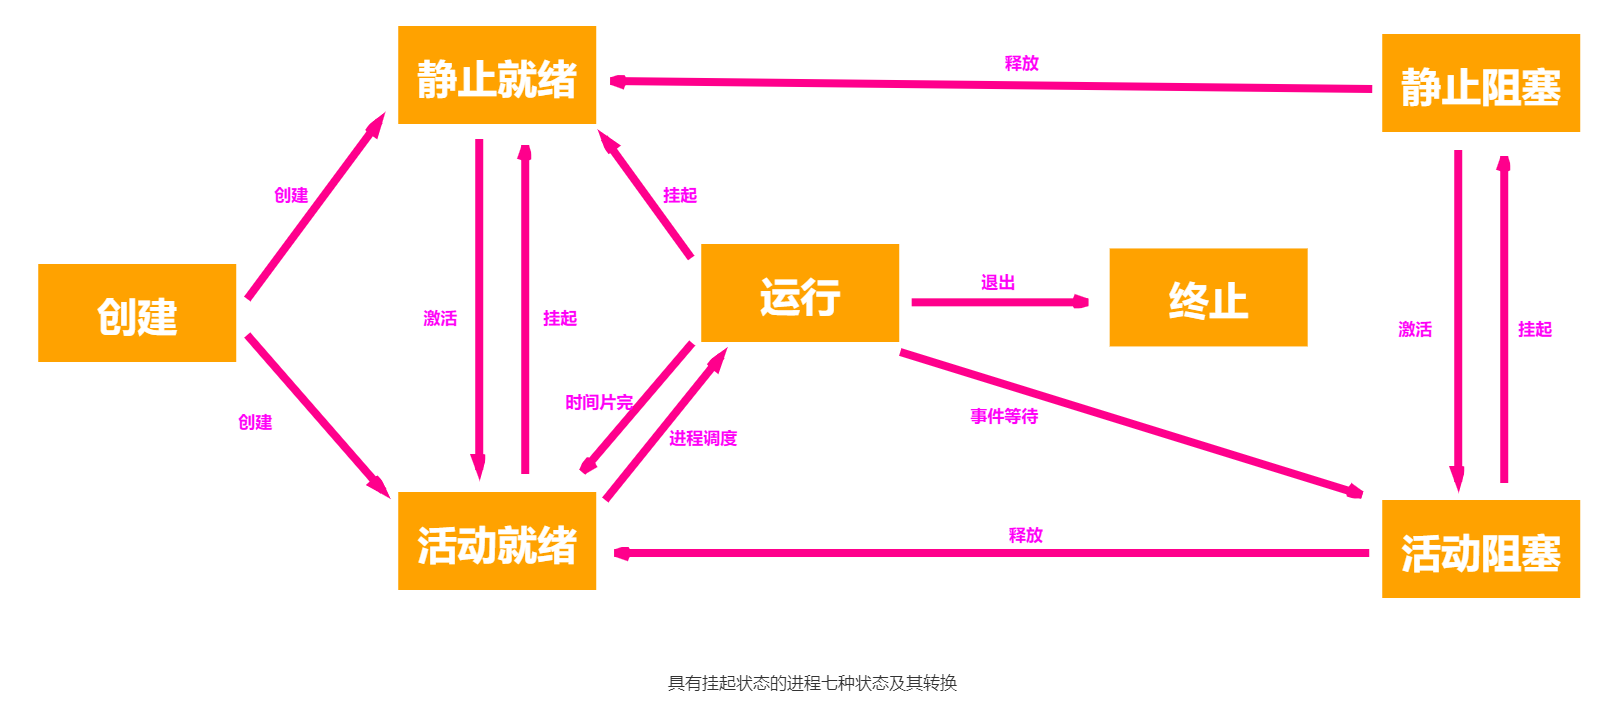 静止就绪
释放
静止阻塞
创建
挂起
创建
激活
挂起
运行
退出
终止
激活
挂起
时间片完
进程调度
事件等待
创建
活动就绪
释放
活动阻塞
具有挂起状态的进程七种状态及其转换